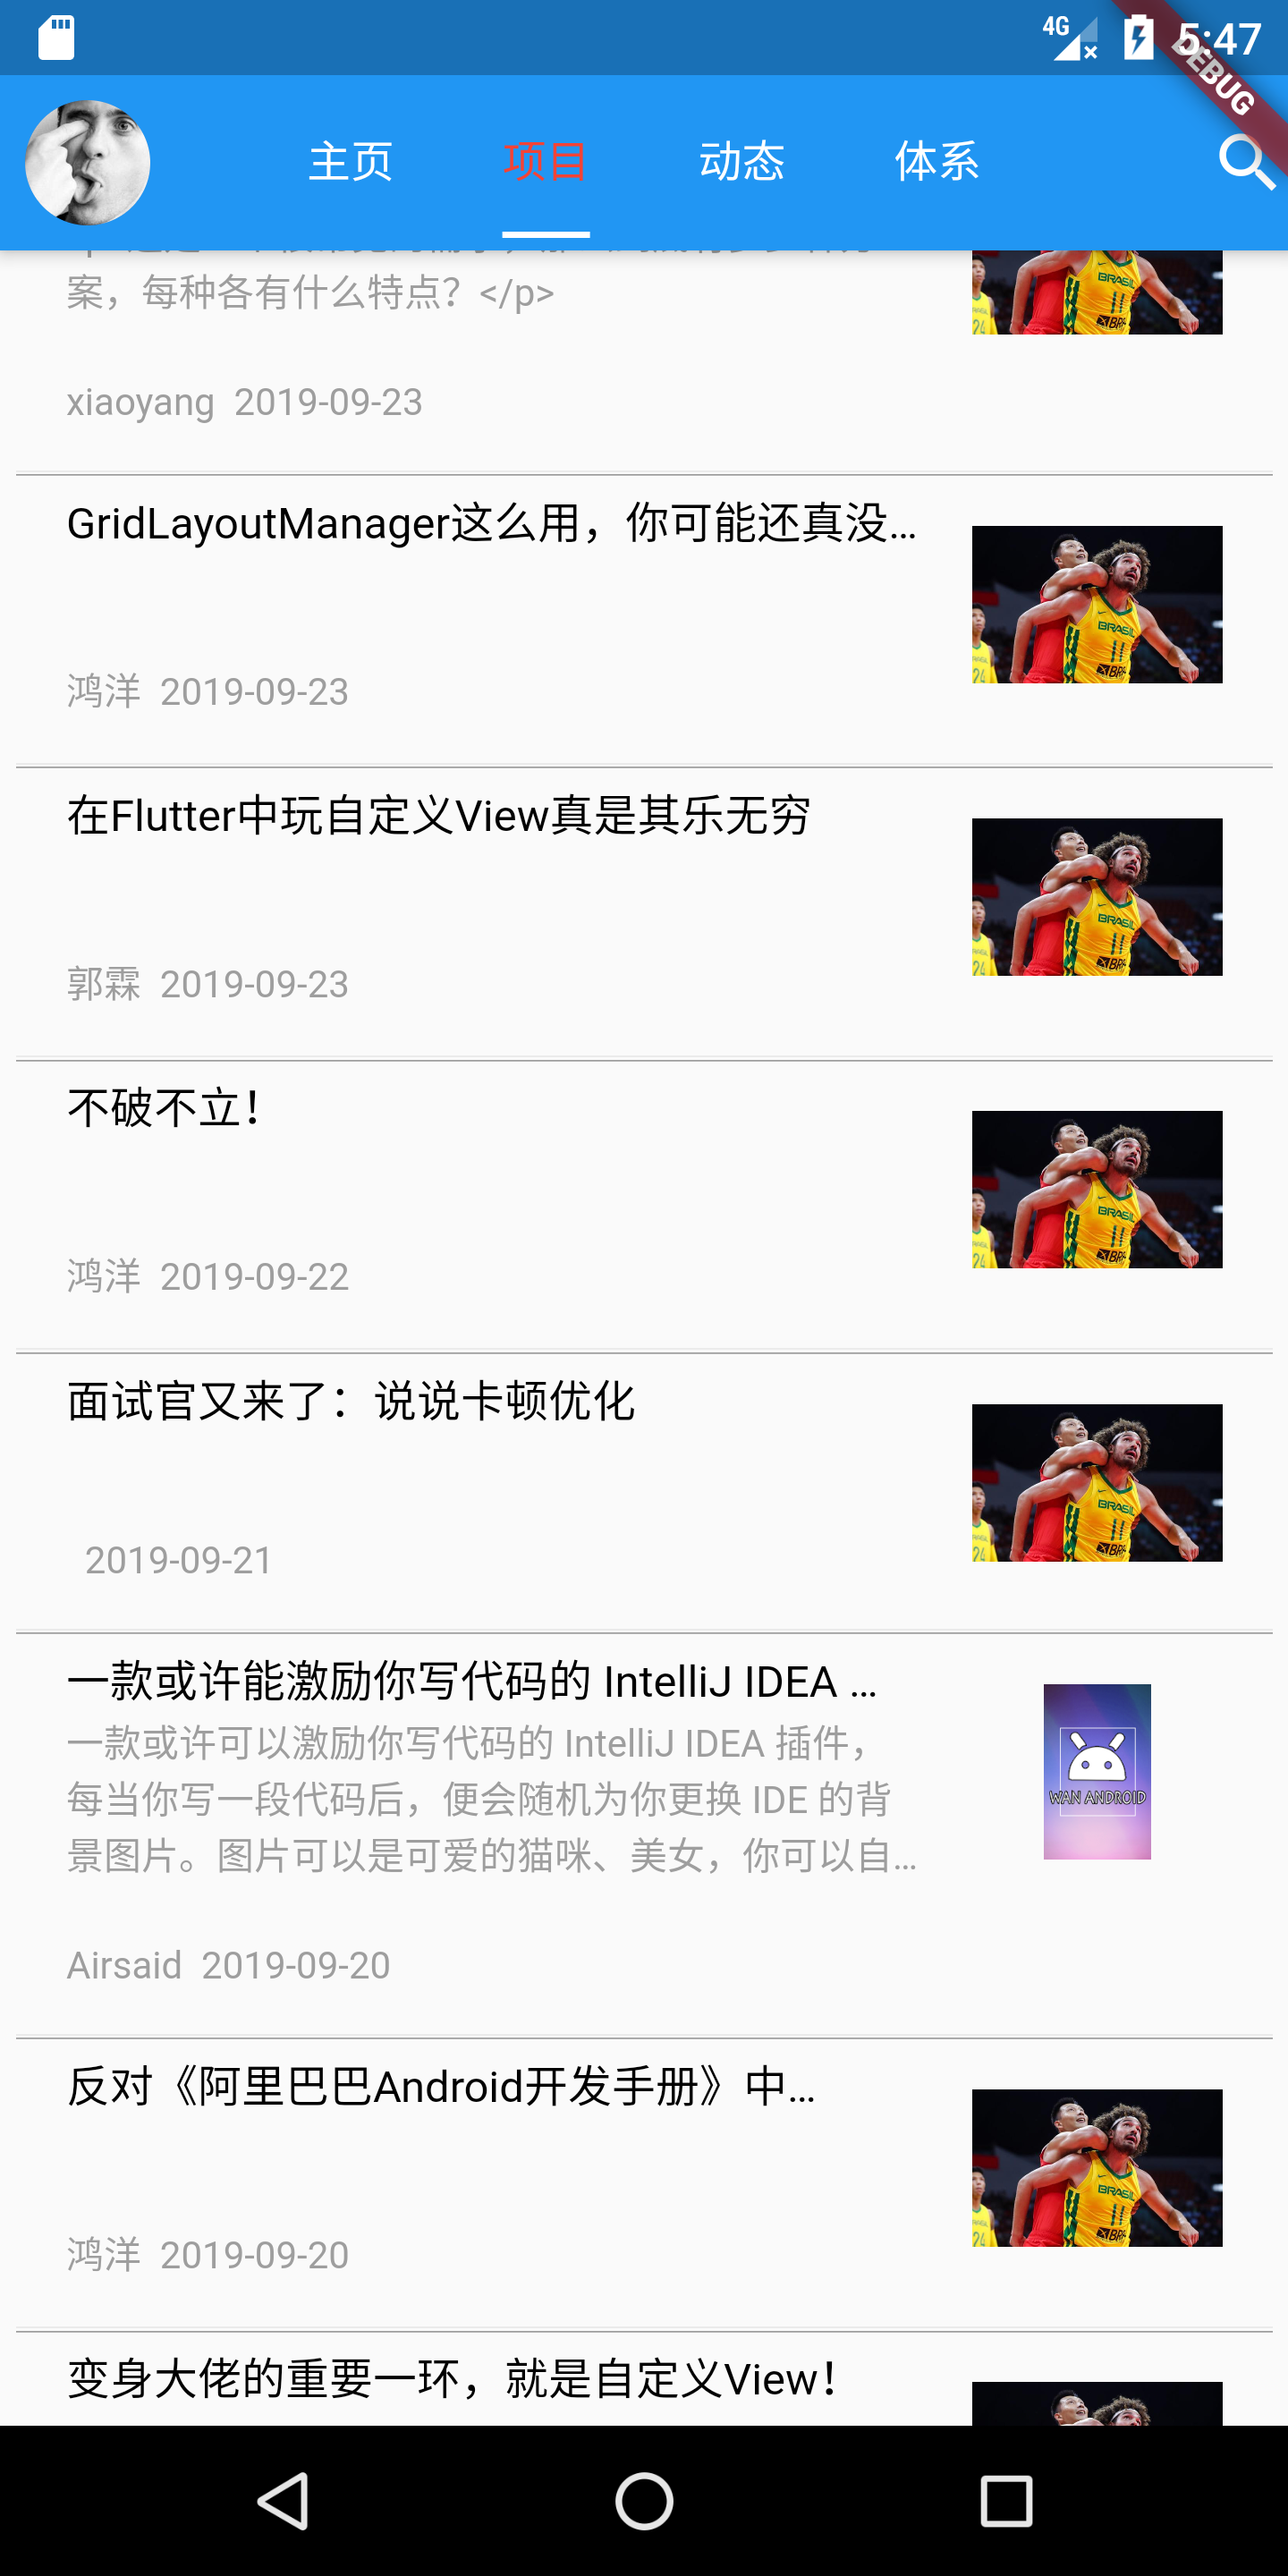 4G
5:47
DEBUG
主页 项目 动态 体系
案，每种各有什么特点？</p>
xiaoyang 2019-09-23
GridLayoutManager这么用，你可能还真没...
鸿洋 2019-09-23
在Flutter中玩自定义View真是其乐无穷
郭霖 2019-09-23
不破不立！
鸿洋 2019-09-22
面试官又来了：说说卡顿优化
2019-09-21
一款或许能激励你写代码的 IntelliJ IDEA ...
一款或许可以激励你写代码的 IntelliJ IDEA 插件，
每当你写一段代码后，便会随机为你更换 IDE 的背
景图片。图片可以是可爱的猫咪、美女，你可以自...
WAN ANDROID
Airsaid 2019-09-20
反对《阿里巴巴Android开发手册》中...
鸿洋 2019-09-20
变身大佬的重要一环，就是自定义View！
BRASIL
11
24